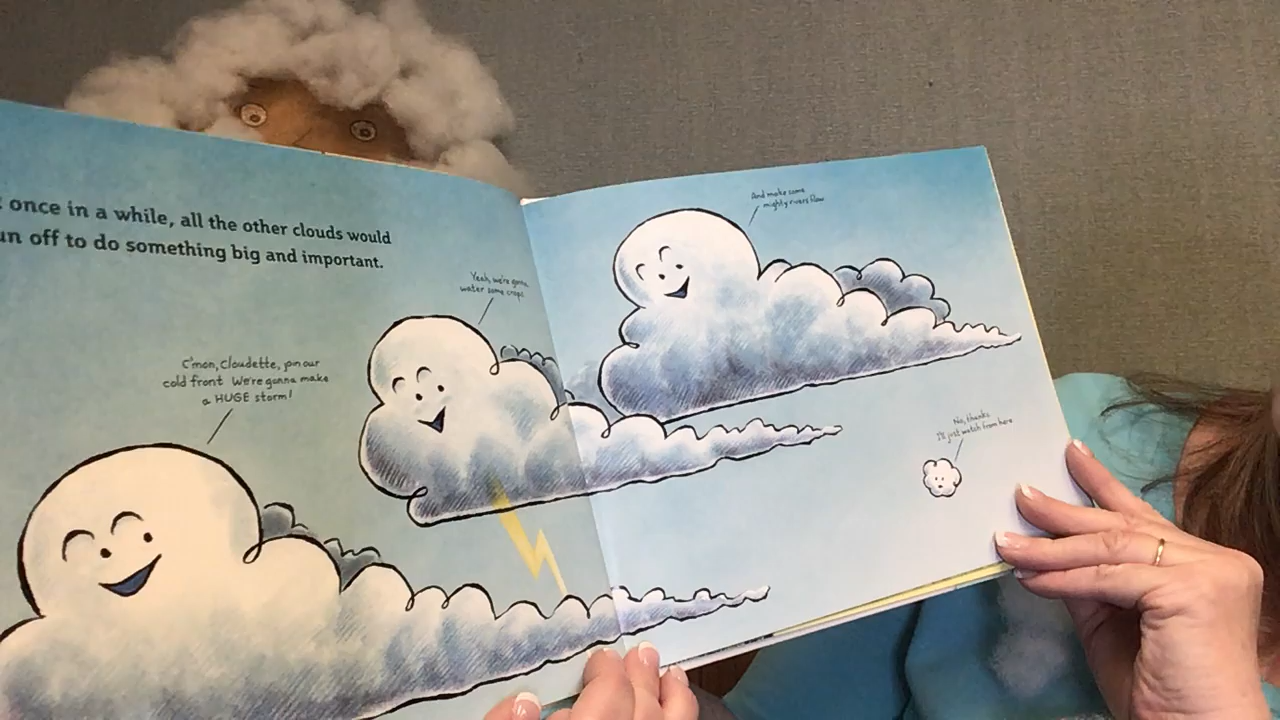 once in a while, all the other clouds would
un off to do something big and important.
C'mon, Cloudette, join our
cold front We're gonna make
a HUGE storm!
Yeah, we're gonna
water some crops
And make some
mighty rivers flow
No, thanks
I'll just watch from here